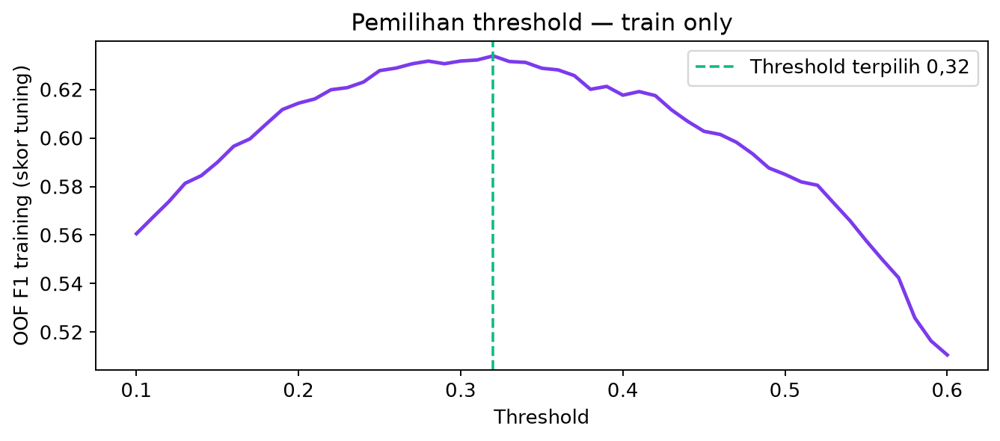 Pemilihan threshold — train only
Threshold terpilih 0,32
OOF F1 training (skor tuning)
0.62
0.60
0.58
0.56
0.54
0.52
0.1 0.2 0.3 0.4 0.5 0.6
Threshold